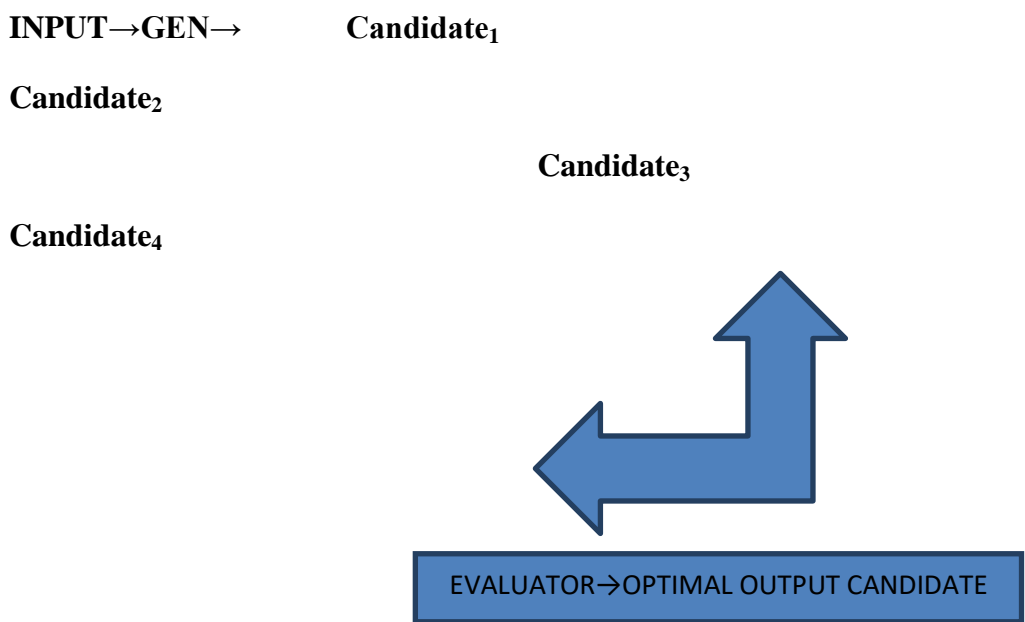 INPUT→GEN→ Candidate₁
Candidate₂
Candidate₃
Candidate₄
EVALUATOR→OPTIMAL OUTPUT CANDIDATE